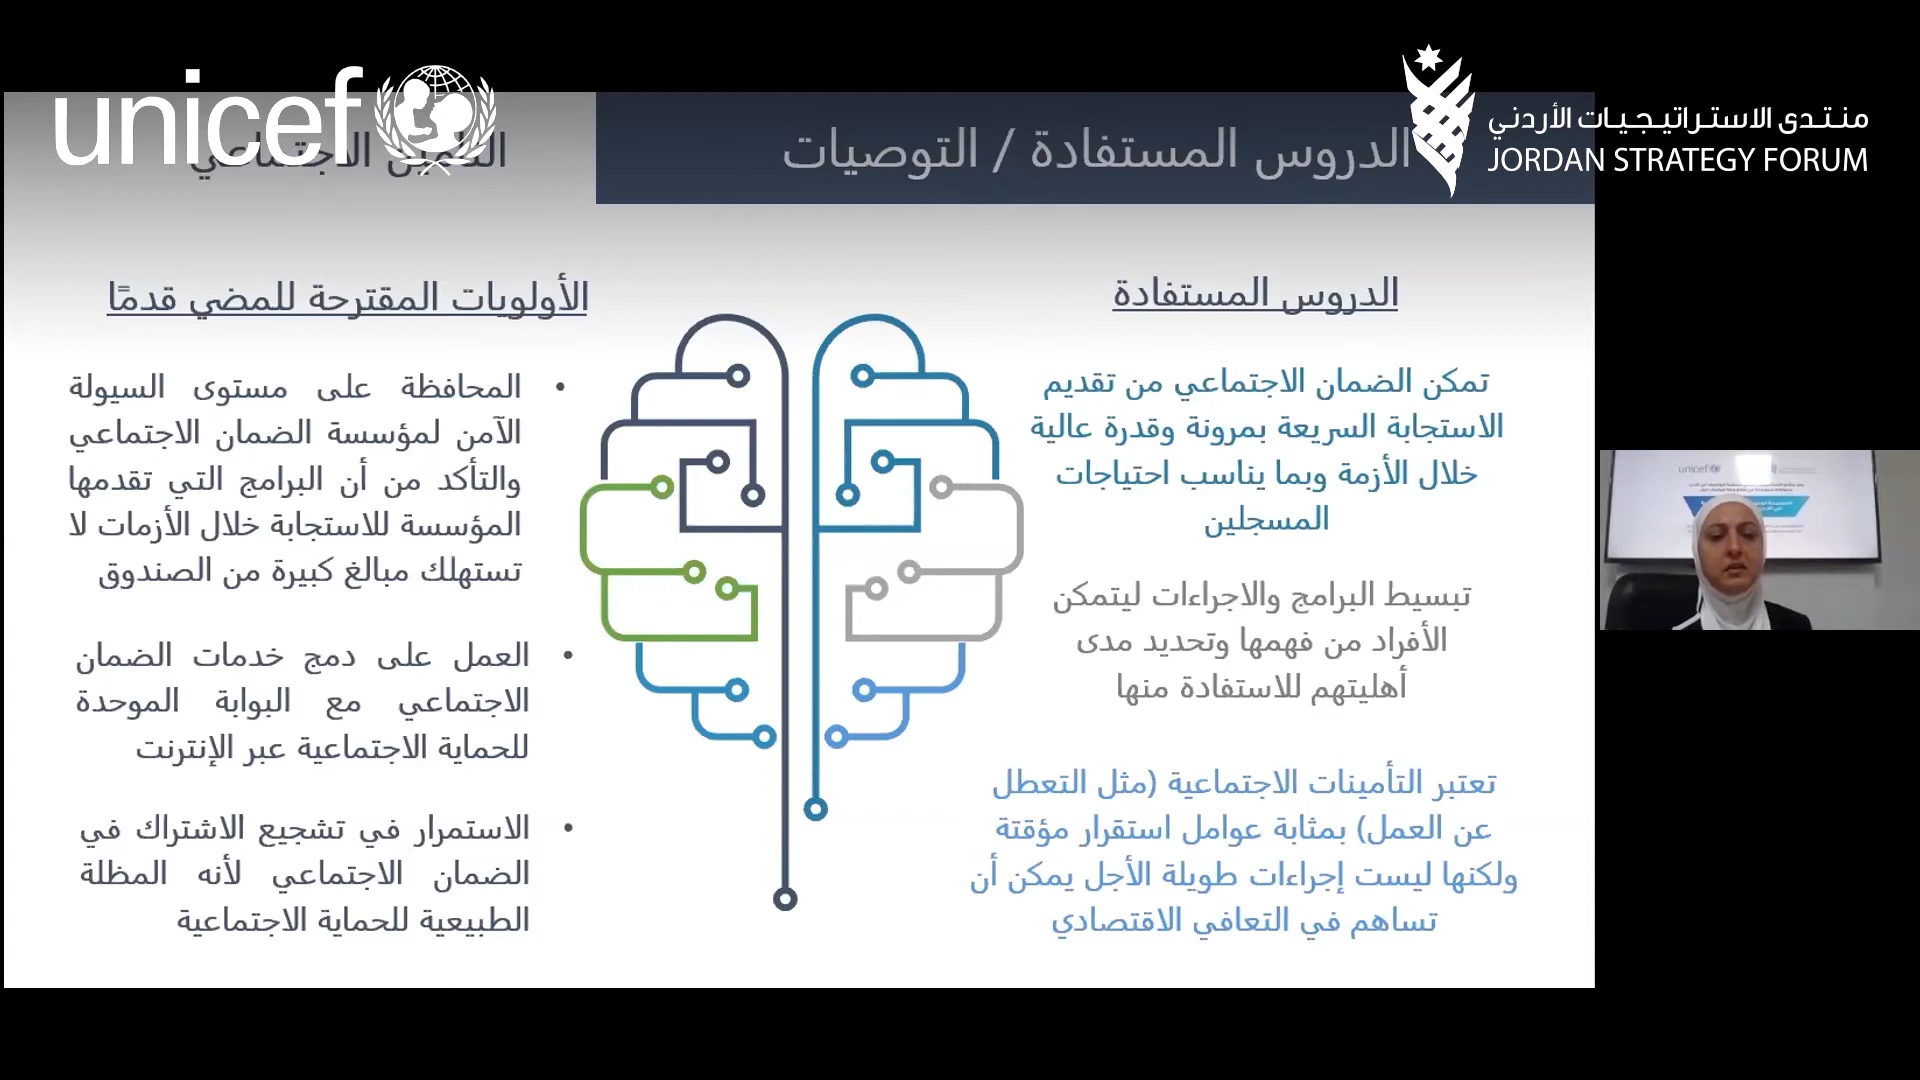 unicef
منتدى الاستراتيجيات الأردني
JORDAN STRATEGY FORUM
الدروس المستفادة / التوصيات
الاجتماعي
الدروس المستفادة
تمكن الضمان الاجتماعي من تقديم
الاستجابة السريعة بمرونة وقدرة عالية
خلال الأزمة وبما يناسب احتياجات
المسجلين
تبسيط البرامج والاجراءات ليتمكن
الأفراد من فهمها وتحديد مدى
أهليتهم للاستفادة منها
تعتبر التأمينات الاجتماعية (مثل التعطل
عن العمل) بمثابة عوامل استقرار مؤقتة
ولكنها ليست إجراءات طويلة الأجل يمكن أن
تساهم في التعافي الاقتصادي
الأولويات المقترحة للمضي قدمًا
• المحافظة على مستوى السيولة
الآمن لمؤسسة الضمان الاجتماعي
والتأكد من أن البرامج التي تقدمها
المؤسسة للاستجابة خلال الأزمات لا
تستهلك مبالغ كبيرة من الصندوق
• العمل على دمج خدمات الضمان
الاجتماعي مع البوابة الموحدة
للحماية الاجتماعية عبر الإنترنت
• الاستمرار في تشجيع الاشتراك في
الضمان الاجتماعي لأنه المظلة
الطبيعية للحماية الاجتماعية
unicef